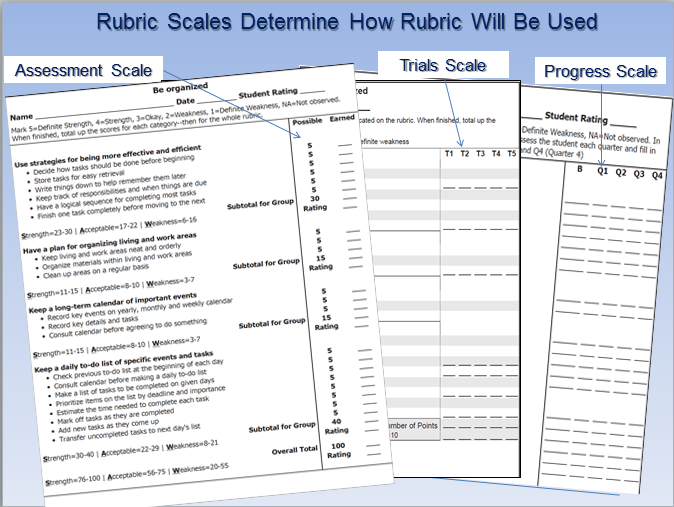 Rubric Scales Determine How Rubric Will Be Used
Assessment Scale
Trials Scale
Progress Scale
Be organized
Name Date Student Rating
Mark 5=Definite Strength, 4=Strength, 3=Okay, 2=Weakness, 1=Definite Weakness, NA=Not observed.
When finished, total up the scores for each category--then for the whole rubric.
Possible Earned
Use strategies for being more effective and efficient
• Decide how tasks should be done before beginning 5
• Store tasks for easy retrieval 5
• Write things down to help remember them later 5
• Keep track of responsibilities and when things are due 5
• Have a logical sequence for completing most tasks 5
• Finish one task completely before moving to the next 5
Subtotal for Group 30
Rating
Strength=23-30 | Acceptable=17-22 | Weakness=6-16
Have a plan for organizing living and work areas
• Keep living and work areas neat and orderly 5
• Organize materials within living and work areas 5
• Clean up areas on a regular basis 5
Subtotal for Group 15
Rating
Strength=11-15 | Acceptable=8-10 | Weakness=3-7
Keep a long-term calendar of important events
• Record key events on yearly, monthly and weekly calendar 5
• Record key details and tasks 5
• Consult calendar before agreeing to do something 5
Subtotal for Group 15
Rating
Strength=11-15 | Acceptable=8-10 | Weakness=3-7
Keep a daily to-do list of specific events and tasks
• Check previous to-do list at the beginning of each day 5
• Consult calendar before making a daily to-do list 5
• Make a list of tasks to be completed on given days 5
• Prioritize items on the list by deadline and importance 5
• Estimate the time needed to complete each task 5
• Mark off tasks as they are completed 5
• Add new tasks as they come up 5
• Transfer uncompleted tasks to next day's list 5
Subtotal for Group 40
Rating
Strength=30-40 | Acceptable=22-29 | Weakness=8-21
Overall Total 100
Rating
Strength=76-100 | Acceptable=56-75 | Weakness=20-55
zed
cated on the rubric. When finished, total up the
efinite weakness
T1 T2 T3 T4 T5
umber of Points
-10
Student Rating
Definite Weakness, NA=Not observed. In
ssess the student each quarter and fill in
and Q4 (Quarter 4)
B Q1 Q2 Q3 Q4